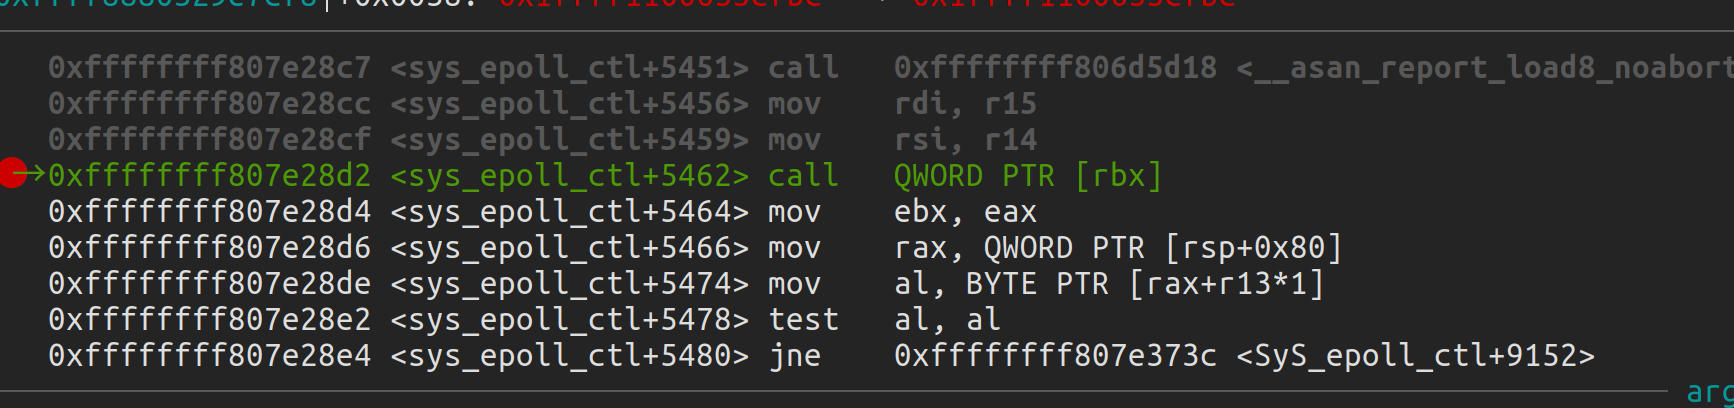 0xffffffff807e28c7 <sys_epoll_ctl+5451> call 0xffffffff806d5d18 <__asan_report_load8_noabort
0xffffffff807e28cc <sys_epoll_ctl+5456> mov rdi, r15
0xffffffff807e28cf <sys_epoll_ctl+5459> mov rsi, r14
→0xffffffff807e28d2 <sys_epoll_ctl+5462> call QWORD PTR [rbx]
0xffffffff807e28d4 <sys_epoll_ctl+5464> mov ebx, eax
0xffffffff807e28d6 <sys_epoll_ctl+5466> mov rax, QWORD PTR [rsp+0x80]
0xffffffff807e28de <sys_epoll_ctl+5474> mov al, BYTE PTR [rax+r13*1]
0xffffffff807e28e2 <sys_epoll_ctl+5478> test al, al
0xffffffff807e28e4 <sys_epoll_ctl+5480> jne 0xffffffff807e373c <SyS_epoll_ctl+9152>